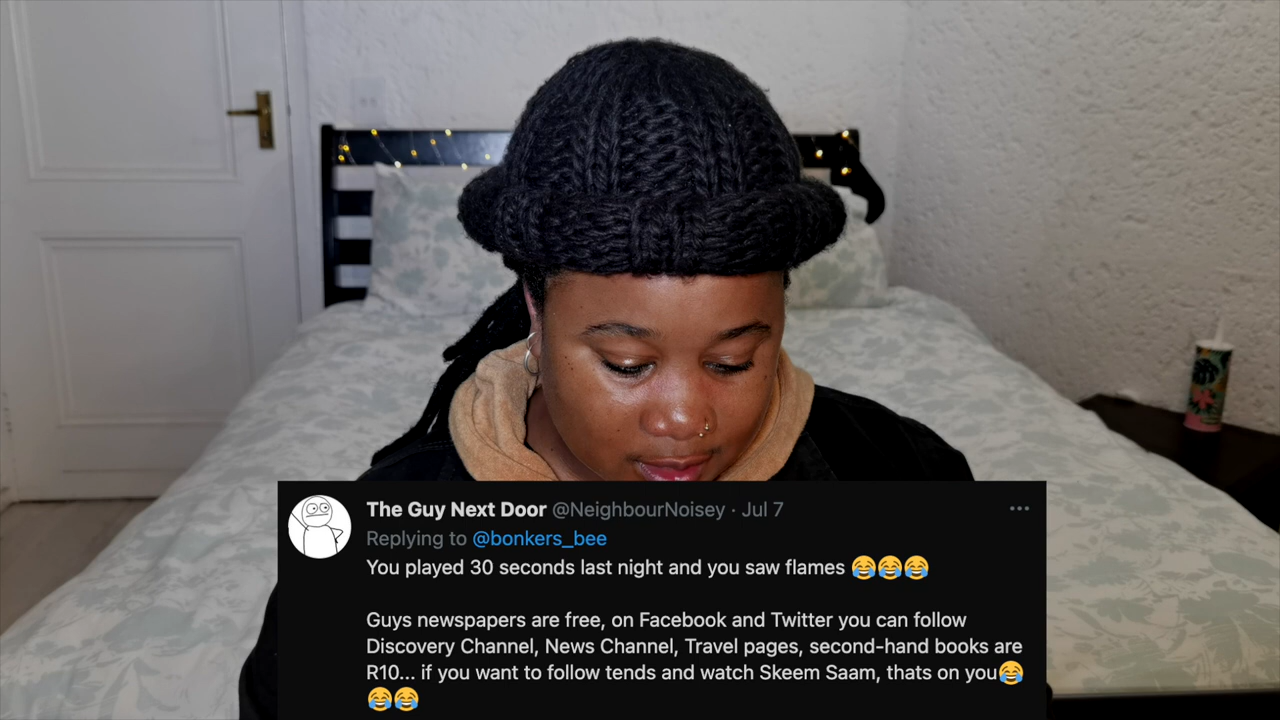 The Guy Next Door @NeighbourNoisey · Jul 7
Replying to @bonkers_bee
You played 30 seconds last night and you saw flames 😂😂😂
Guys newspapers are free, on Facebook and Twitter you can follow
Discovery Channel, News Channel, Travel pages, second-hand books are
R10... if you want to follow tends and watch Skeem Saam, thats on you😂
😂😂